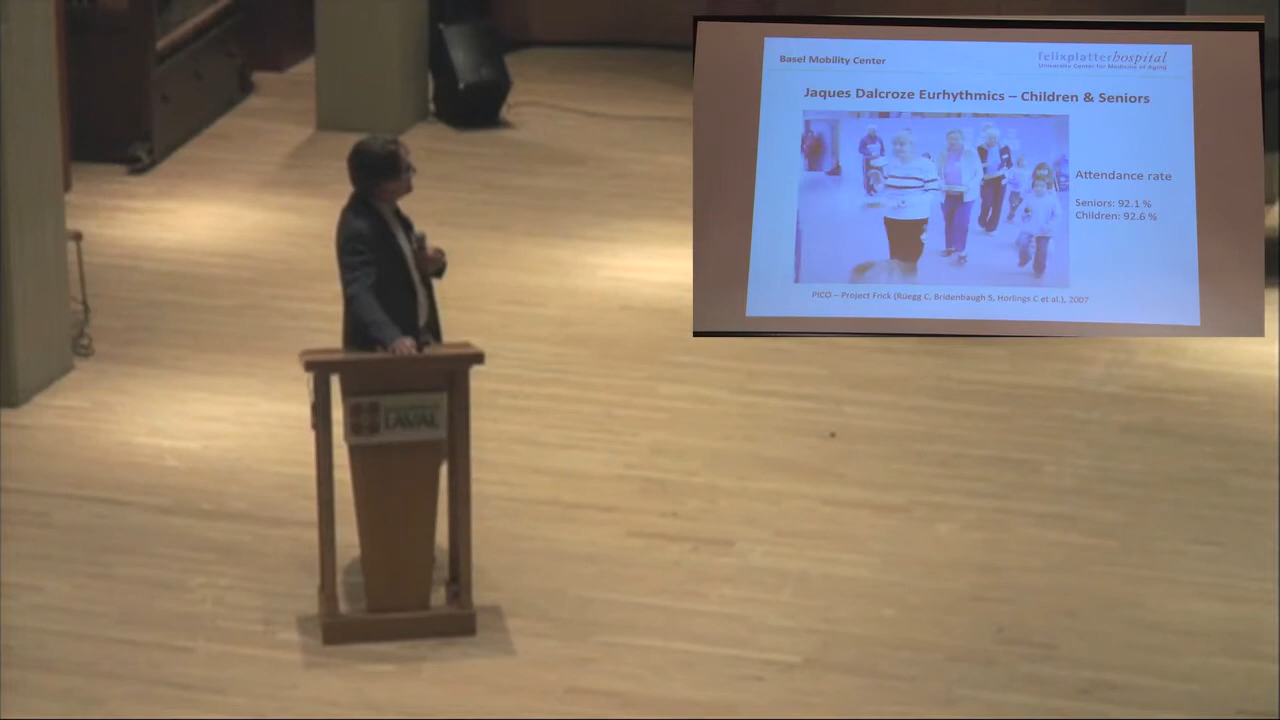 Basel Mobility Center
felixplatterhospital
University Center for Medicine of Aging
Jaques Dalcroze Eurhythmics – Children & Seniors
Attendance rate
Seniors: 92.1 %
Children: 92.6 %
PICO – Project Frick (Rüegg C, Bridenbaugh S, Horlings C et al.), 2007
LAVAL